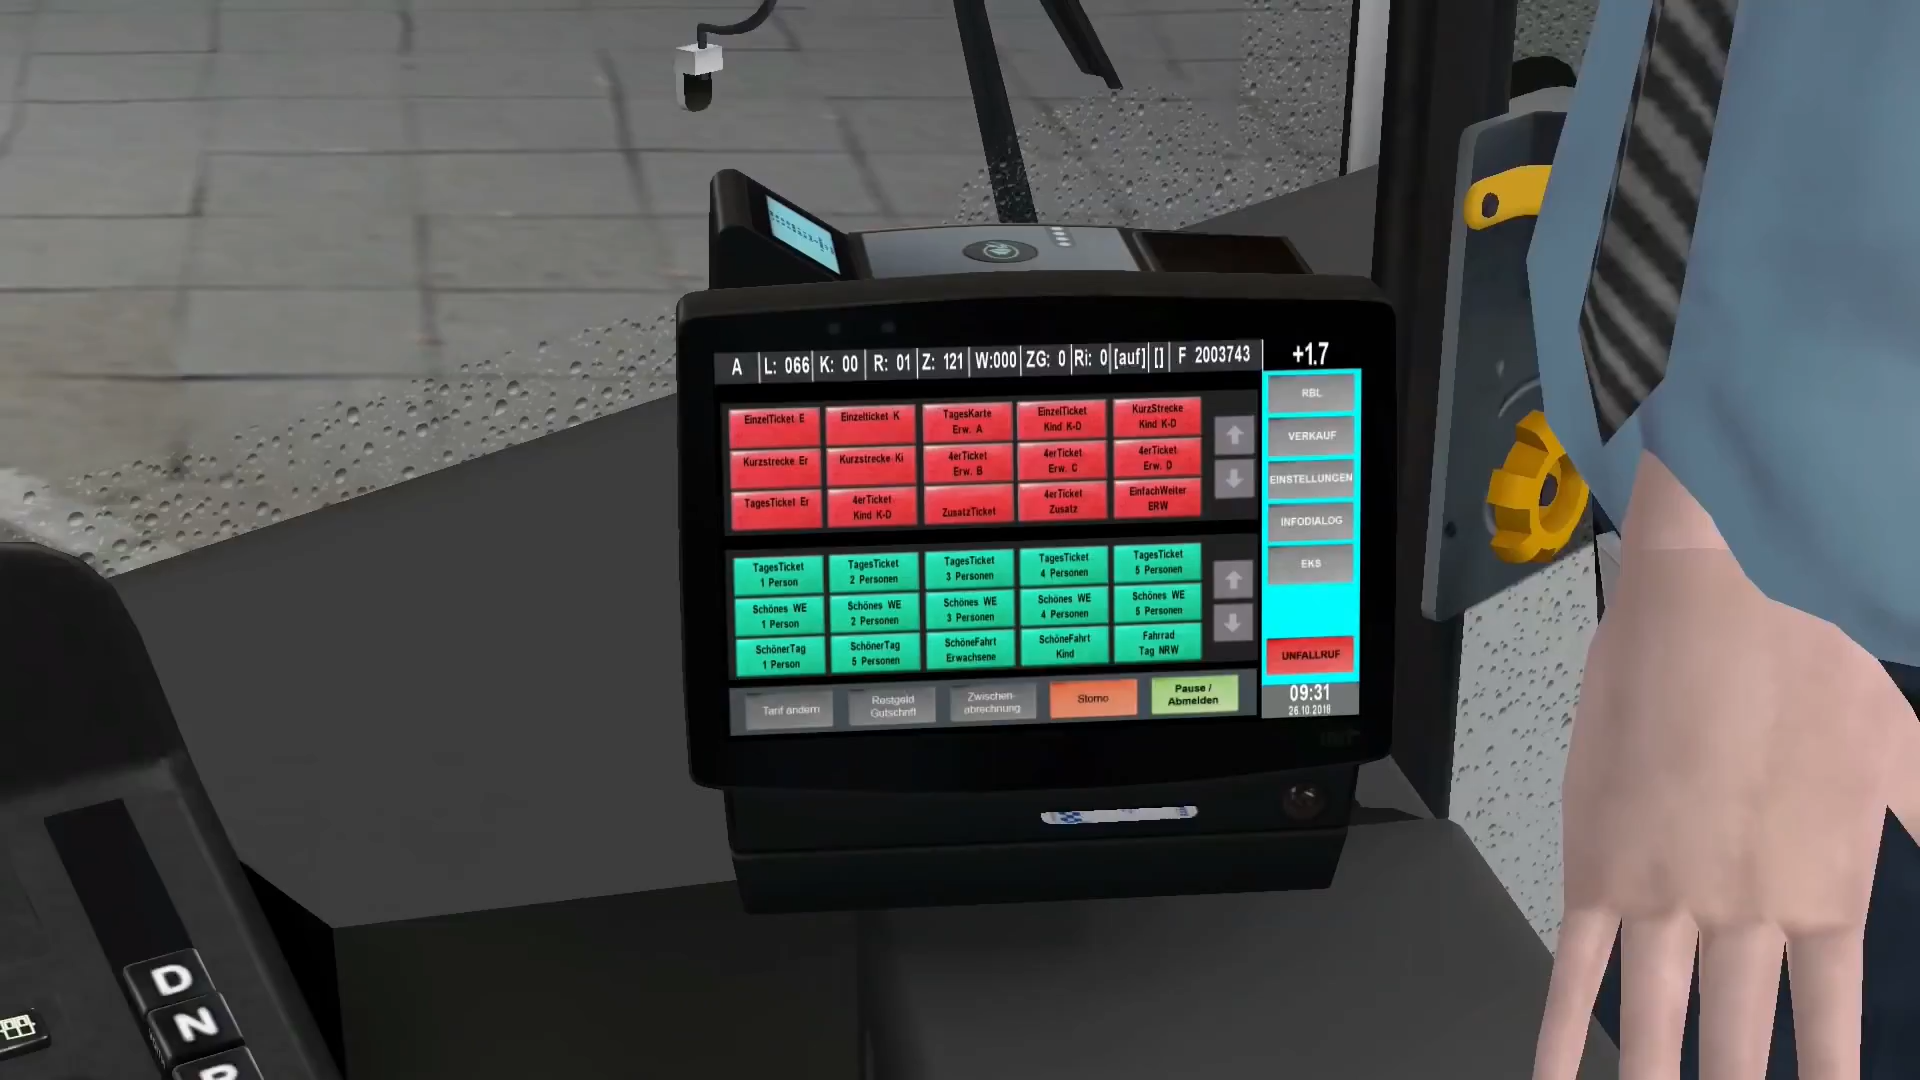 A L: 066 K: 00 R: 01 Z: 121 W:000 ZG: 0 Ri: 0 [auf] [] F 2003743 +1.7
EinzelTicket E
Einzelticket K
TagesKarte
Erw. A
EinzelTicket
Kind K-D
KurzStrecke
Kind K-D
Kurzstrecke Er
Kurzstrecke Ki
4erTicket
Erw. B
4erTicket
Erw. C
4erTicket
Erw. D
TagesTicket Er
4erTicket
Kind K-D
ZusatzTicket
4erTicket
Zusatz
EinfachWeiter
ERW
TagesTicket
1 Person
TagesTicket
2 Personen
TagesTicket
3 Personen
TagesTicket
4 Personen
TagesTicket
5 Personen
Schönes WE
1 Person
Schönes WE
2 Personen
Schönes WE
3 Personen
Schönes WE
4 Personen
Schönes WE
5 Personen
SchönerTag
1 Person
SchönerTag
5 Personen
SchöneFahrt
Erwachsene
SchöneFahrt
Kind
Fahrrad
Tag NRW
Tarif ändern
Restgeld
Gutschrift
Zwischen-
abrechnung
Storno
Pause /
Abmelden
RBL
VERKAUF
EINSTELLUNGEN
INFODIALOG
EKS
UNFALLRUF
09:31
26.10.2018
D
N
R